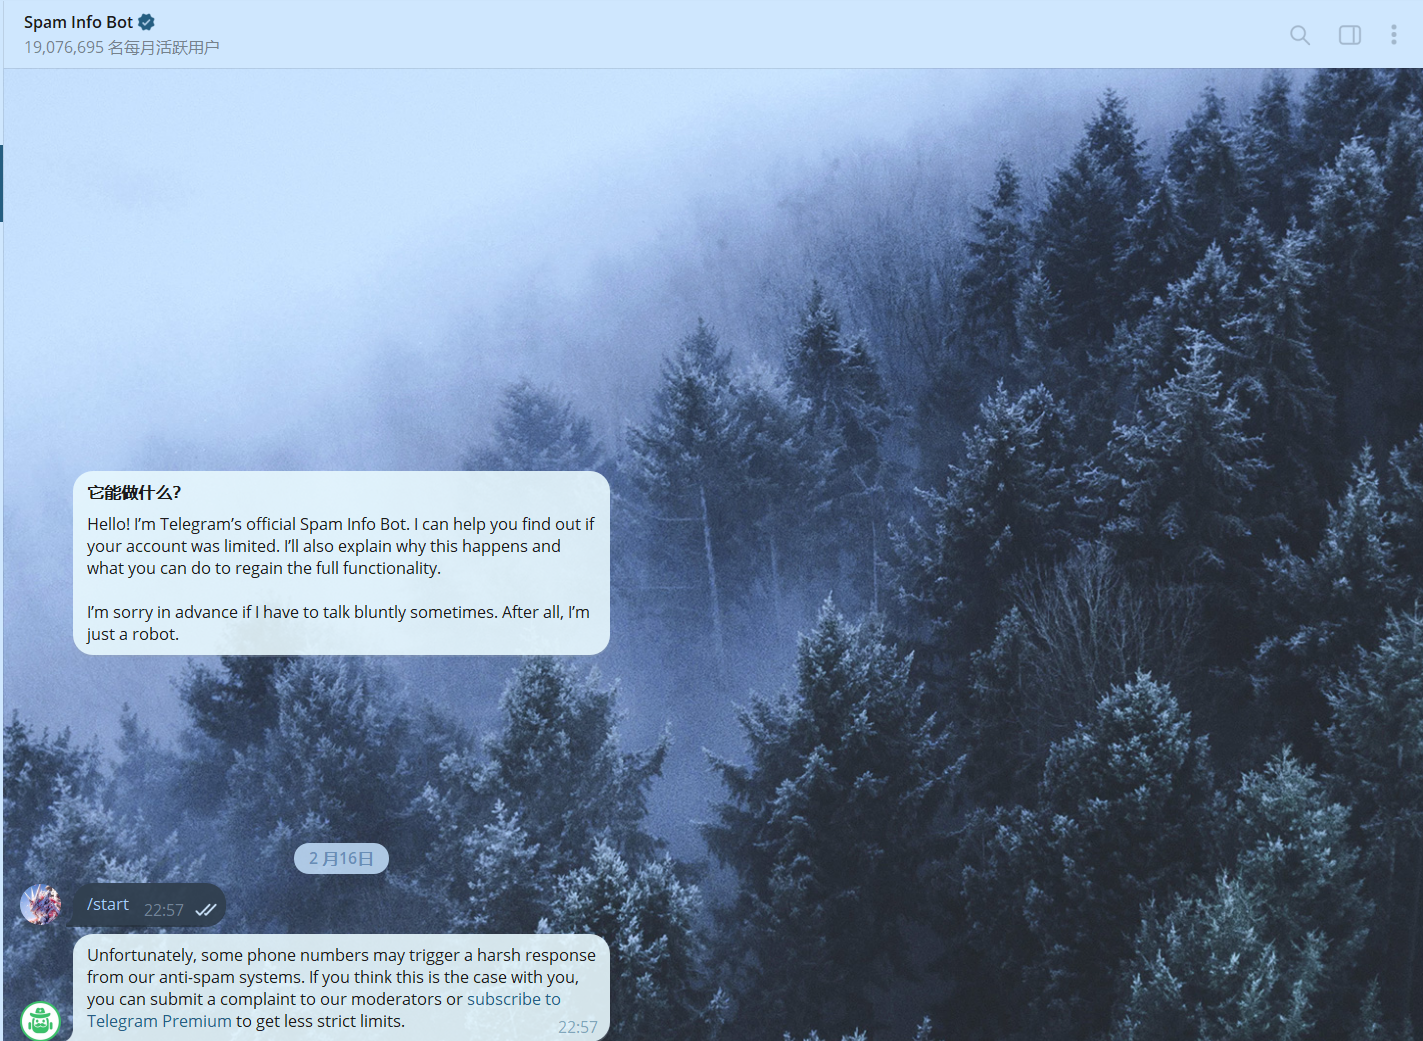 Spam Info Bot
19,076,695 名每月活跃用户
它能做什么?
Hello! I’m Telegram’s official Spam Info Bot. I can help you find out if
your account was limited. I’ll also explain why this happens and
what you can do to regain the full functionality.
I’m sorry in advance if I have to talk bluntly sometimes. After all, I’m
just a robot.
2 月16日
/start 22:57
Unfortunately, some phone numbers may trigger a harsh response
from our anti-spam systems. If you think this is the case with you,
you can submit a complaint to our moderators or subscribe to
Telegram Premium to get less strict limits. 22:57